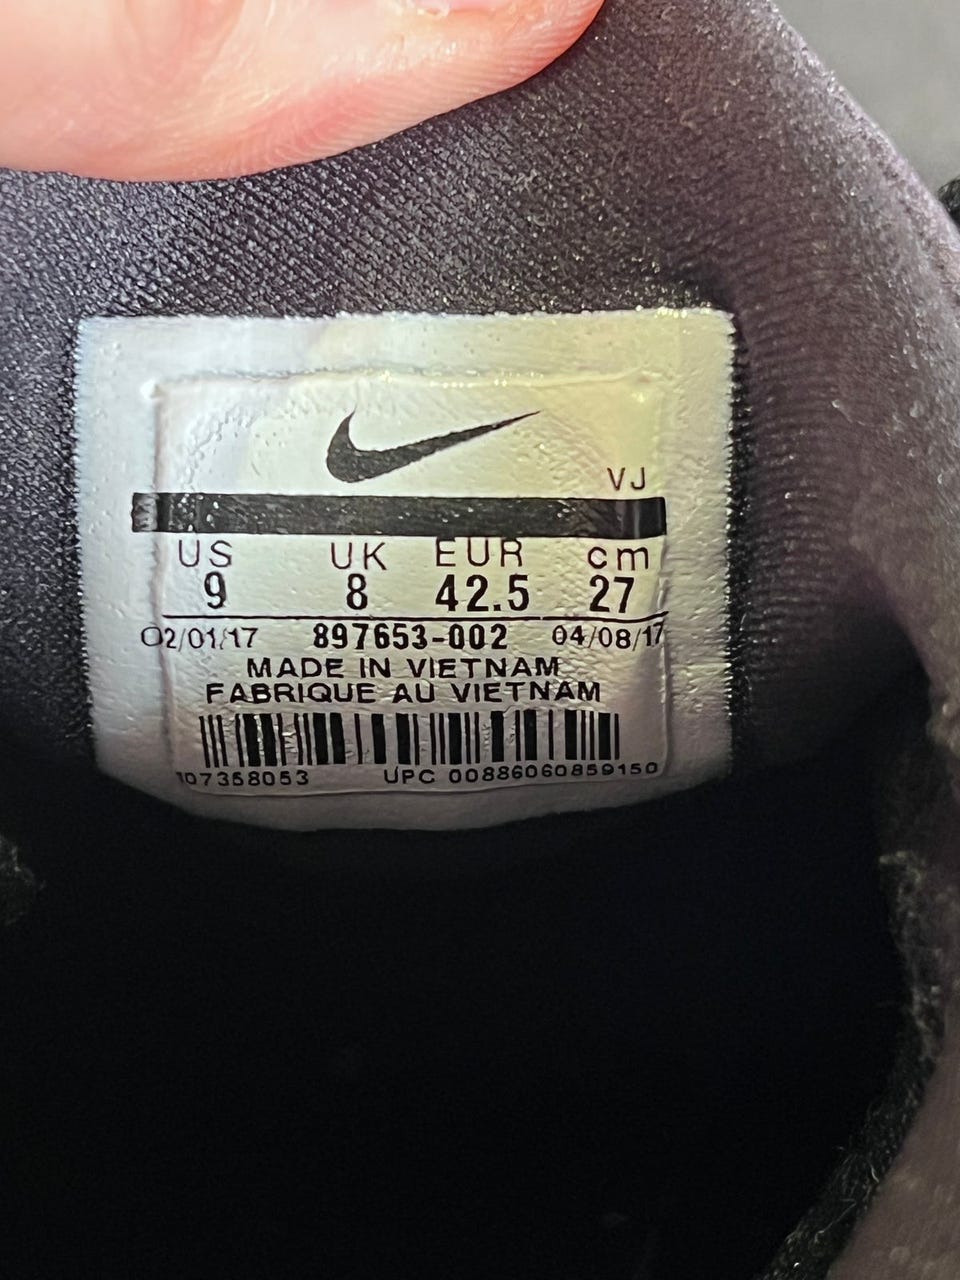 VJ
US UK EUR cm
9 8 42.5 27
02/01/17 897653-002 04/08/17
MADE IN VIETNAM
FABRIQUE AU VIETNAM
107358053 UPC 00886060859150